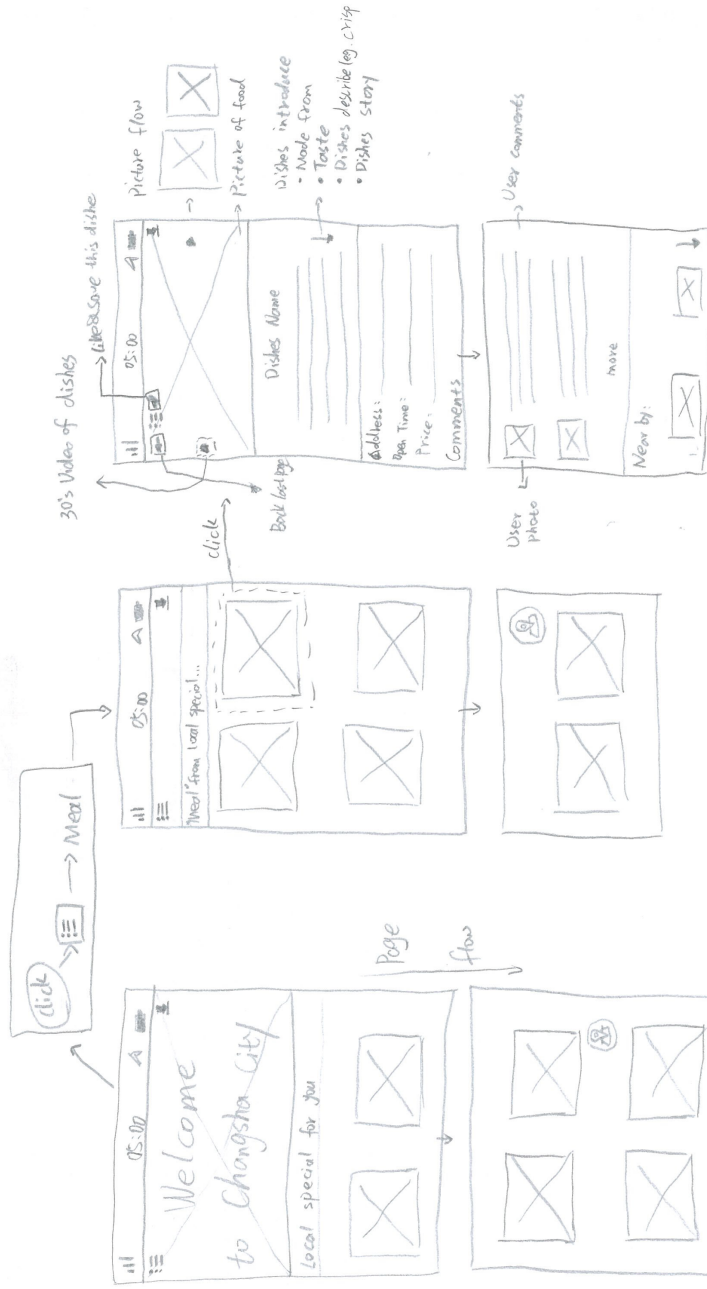 05:00
Welcome
to Changsha City
Local special for you
Page
flow
click
Meal
05:00
"Meal" from local special...
click
30's Video of dishes
Like&Save this dishe
05:00
Back last page
Picture flow
Picture of food
Dishes Name
Dishes introduce
• Made from
• Taste
• Dishes describe (eg. crisp
• Dishes story
Address:
Open Time:
Price:
Comments
User comments
User
photo
more
Near by: